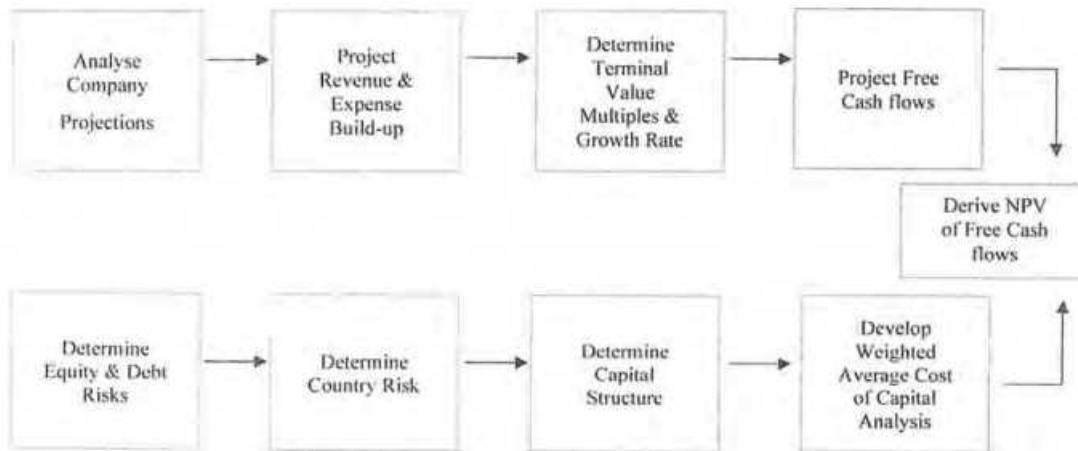 Analyse
Company
Projections
Project
Revenue &
Expense
Build-up
Determine
Terminal
Value
Multiples &
Growth Rate
Project Free
Cash flows
Derive NPV
of Free Cash
flows
Determine
Equity & Debt
Risks
Determine
Country Risk
Determine
Capital
Structure
Develop
Weighted
Average Cost
of Capital
Analysis